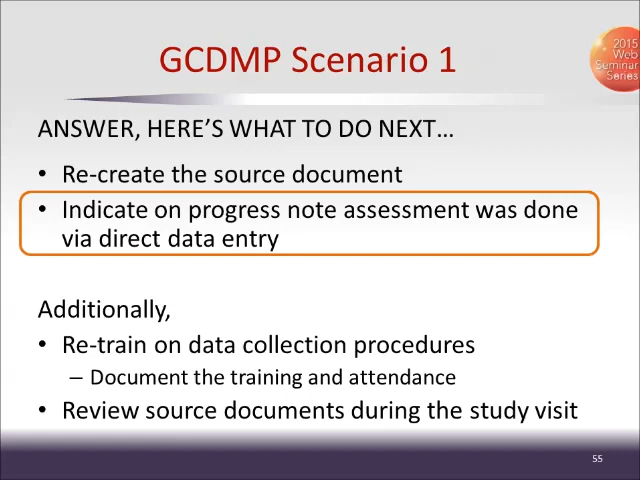 GCDMP Scenario 1
2015
Web
Seminar
Series
ANSWER, HERE'S WHAT TO DO NEXT…
• Re-create the source document
• Indicate on progress note assessment was done
via direct data entry
Additionally,
• Re-train on data collection procedures
– Document the training and attendance
• Review source documents during the study visit
55